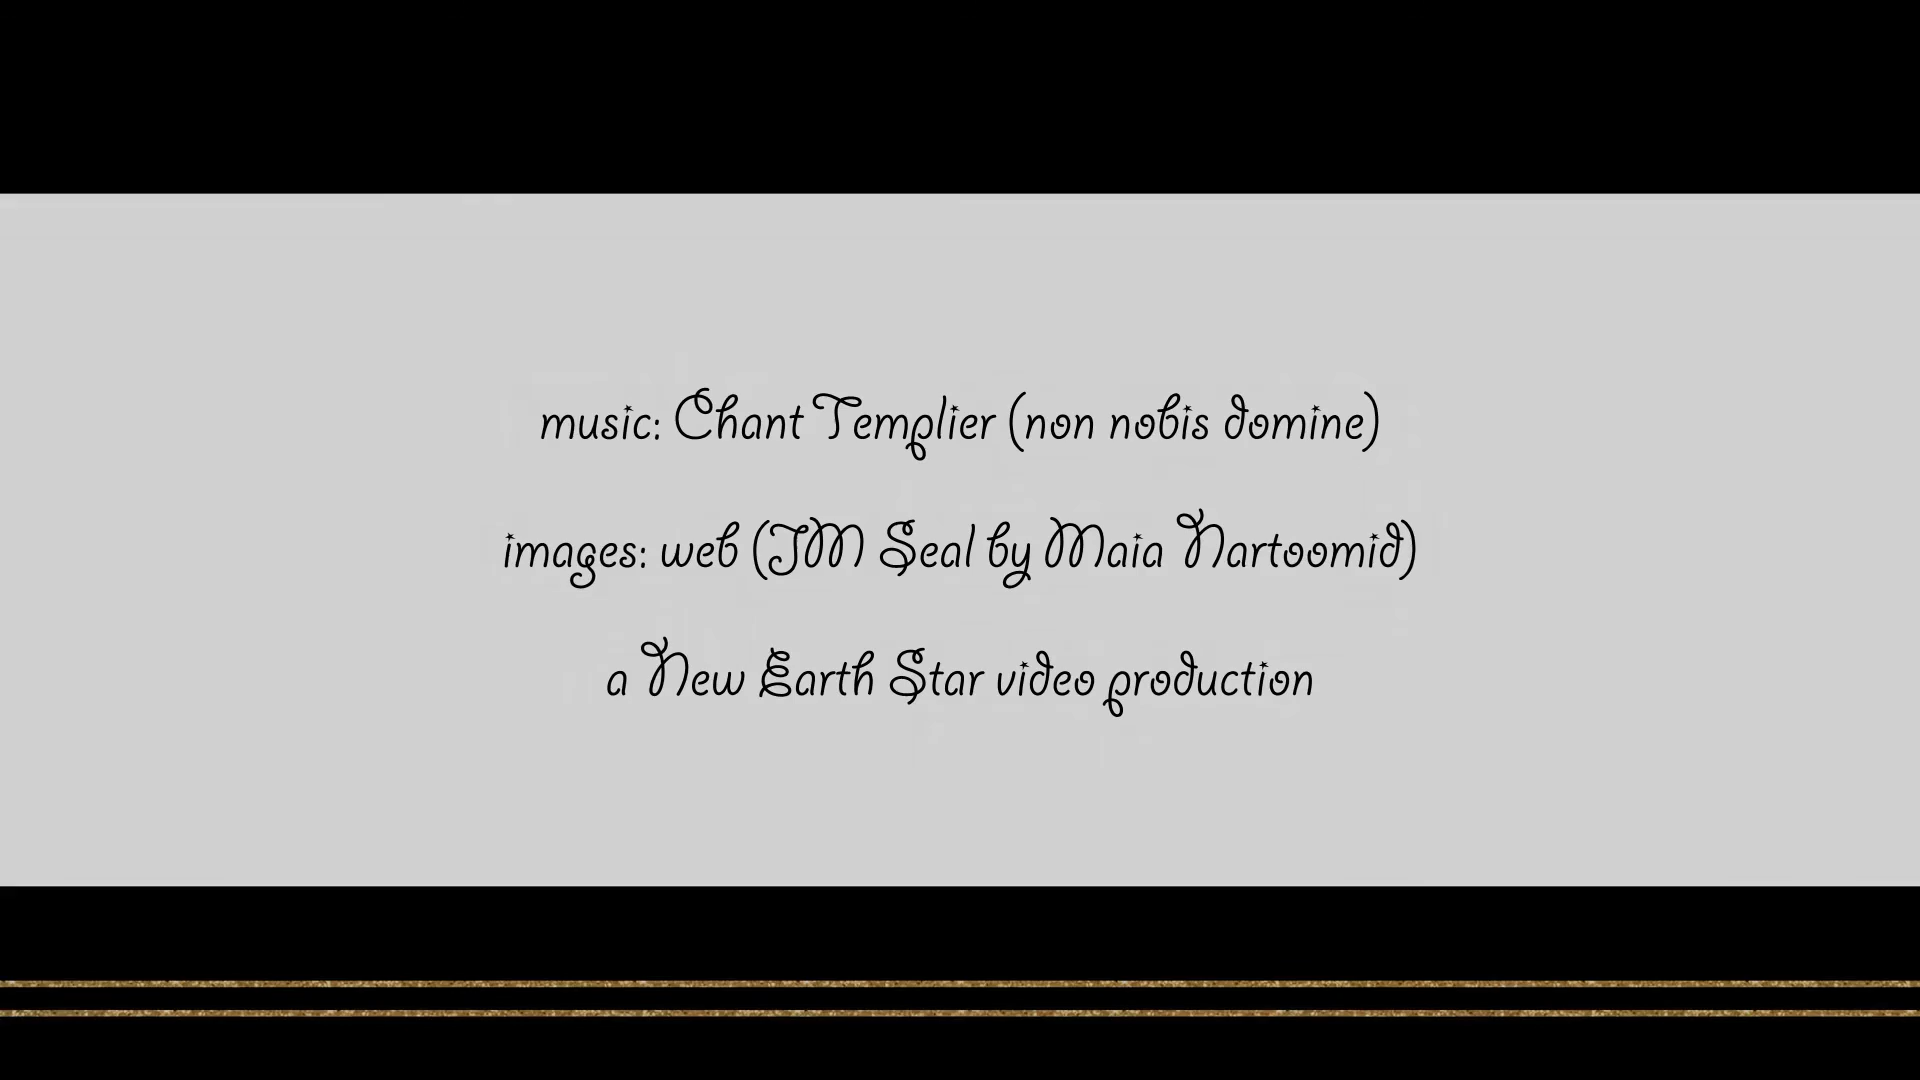 music: Chant Templier (non nobis domine)
images: web (JM Seal by Maia Nartoomid)
a New Earth Star video production